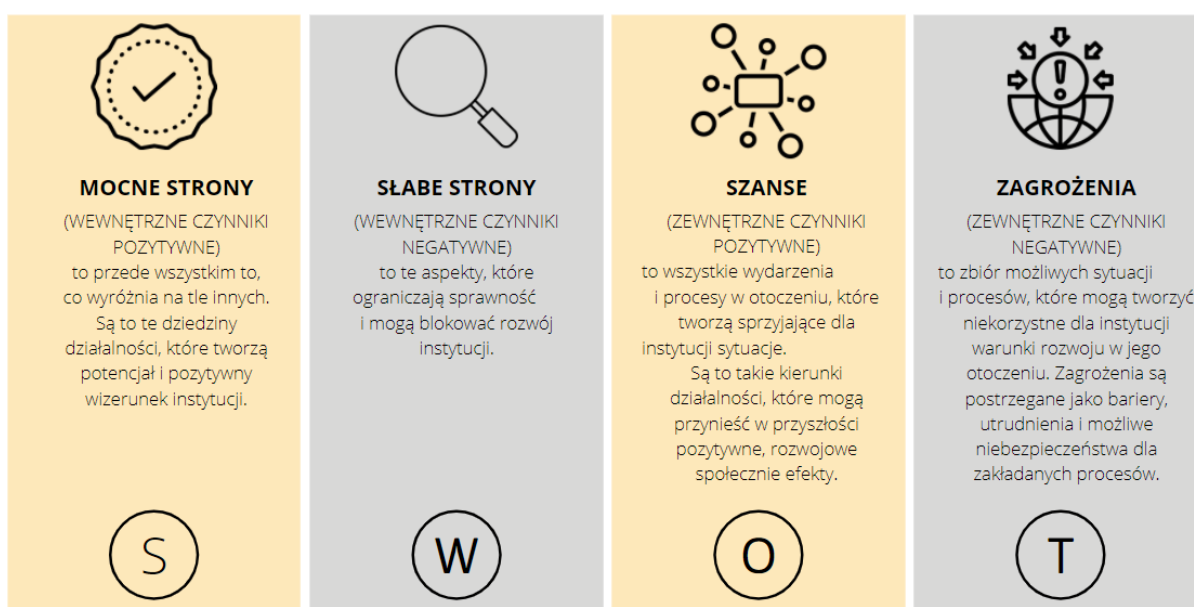 MOCNE STRONY
(WEWNĘTRZNE CZYNNIKI
POZYTYWNE)
to przede wszystkim to,
co wyróżnia na tle innych.
Są to te dziedziny
działalności, które tworzą
potencjał i pozytywny
wizerunek instytucji.
S
SŁABE STRONY
(WEWNĘTRZNE CZYNNIKI
NEGATYWNE)
to te aspekty, które
ograniczają sprawność
i mogą blokować rozwój
instytucji.
W
SZANSE
(ZEWNĘTRZNE CZYNNIKI
POZYTYWNE)
to wszystkie wydarzenia
i procesy w otoczeniu, które
tworzą sprzyjające dla
instytucji sytuacje.
Są to takie kierunki
działalności, które mogą
przynieść w przyszłości
pozytywne, rozwojowe
społecznie efekty.
O
ZAGROŻENIA
(ZEWNĘTRZNE CZYNNIKI
NEGATYWNE)
to zbiór możliwych sytuacji
i procesów, które mogą tworzyć
niekorzystne dla instytucji
warunki rozwoju w jego
otoczeniu. Zagrożenia są
postrzegane jako bariery,
utrudnienia i możliwe
niebezpieczeństwa dla
zakładanych procesów.
T